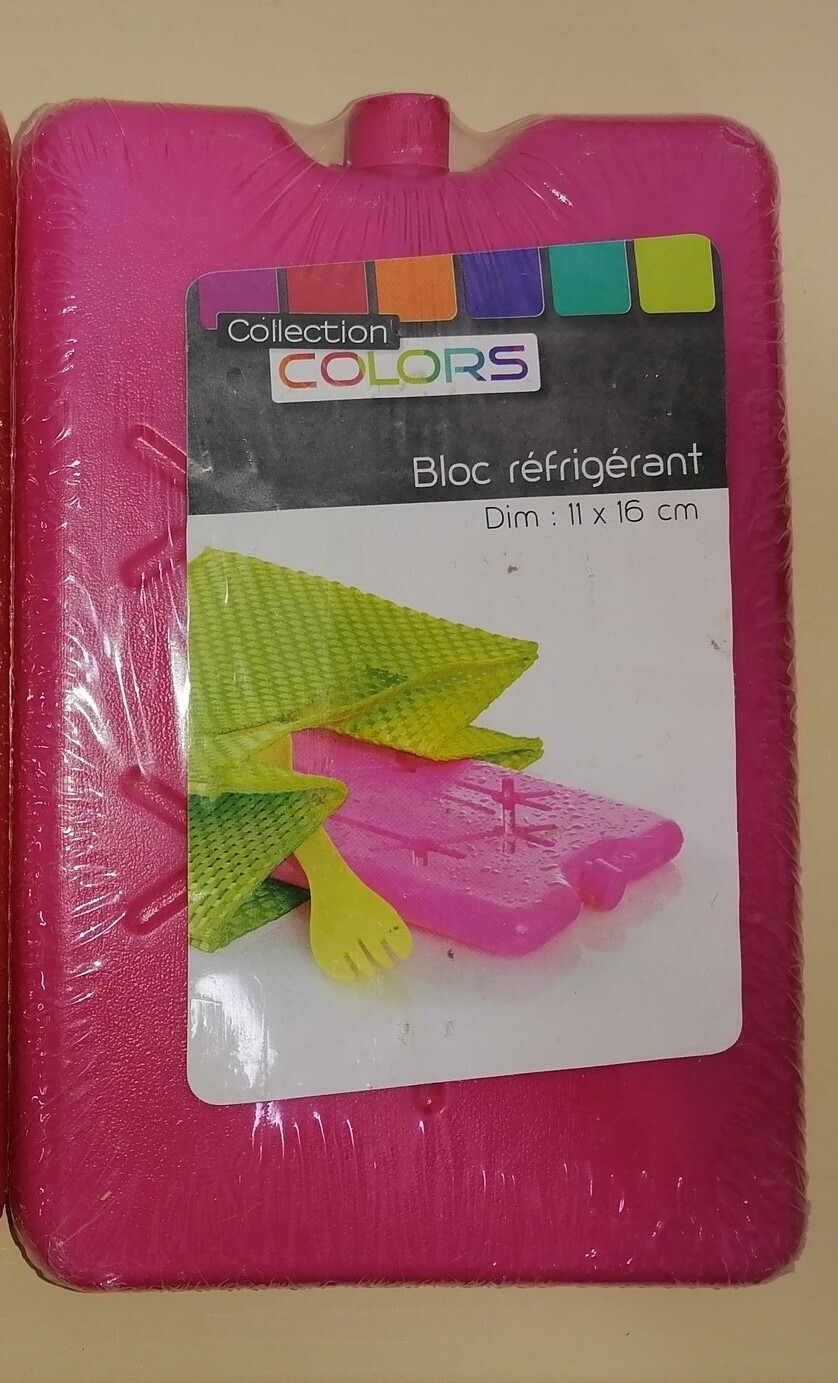 Collection
COLORS
Bloc réfrigérant
Dim : 11 x 16 cm